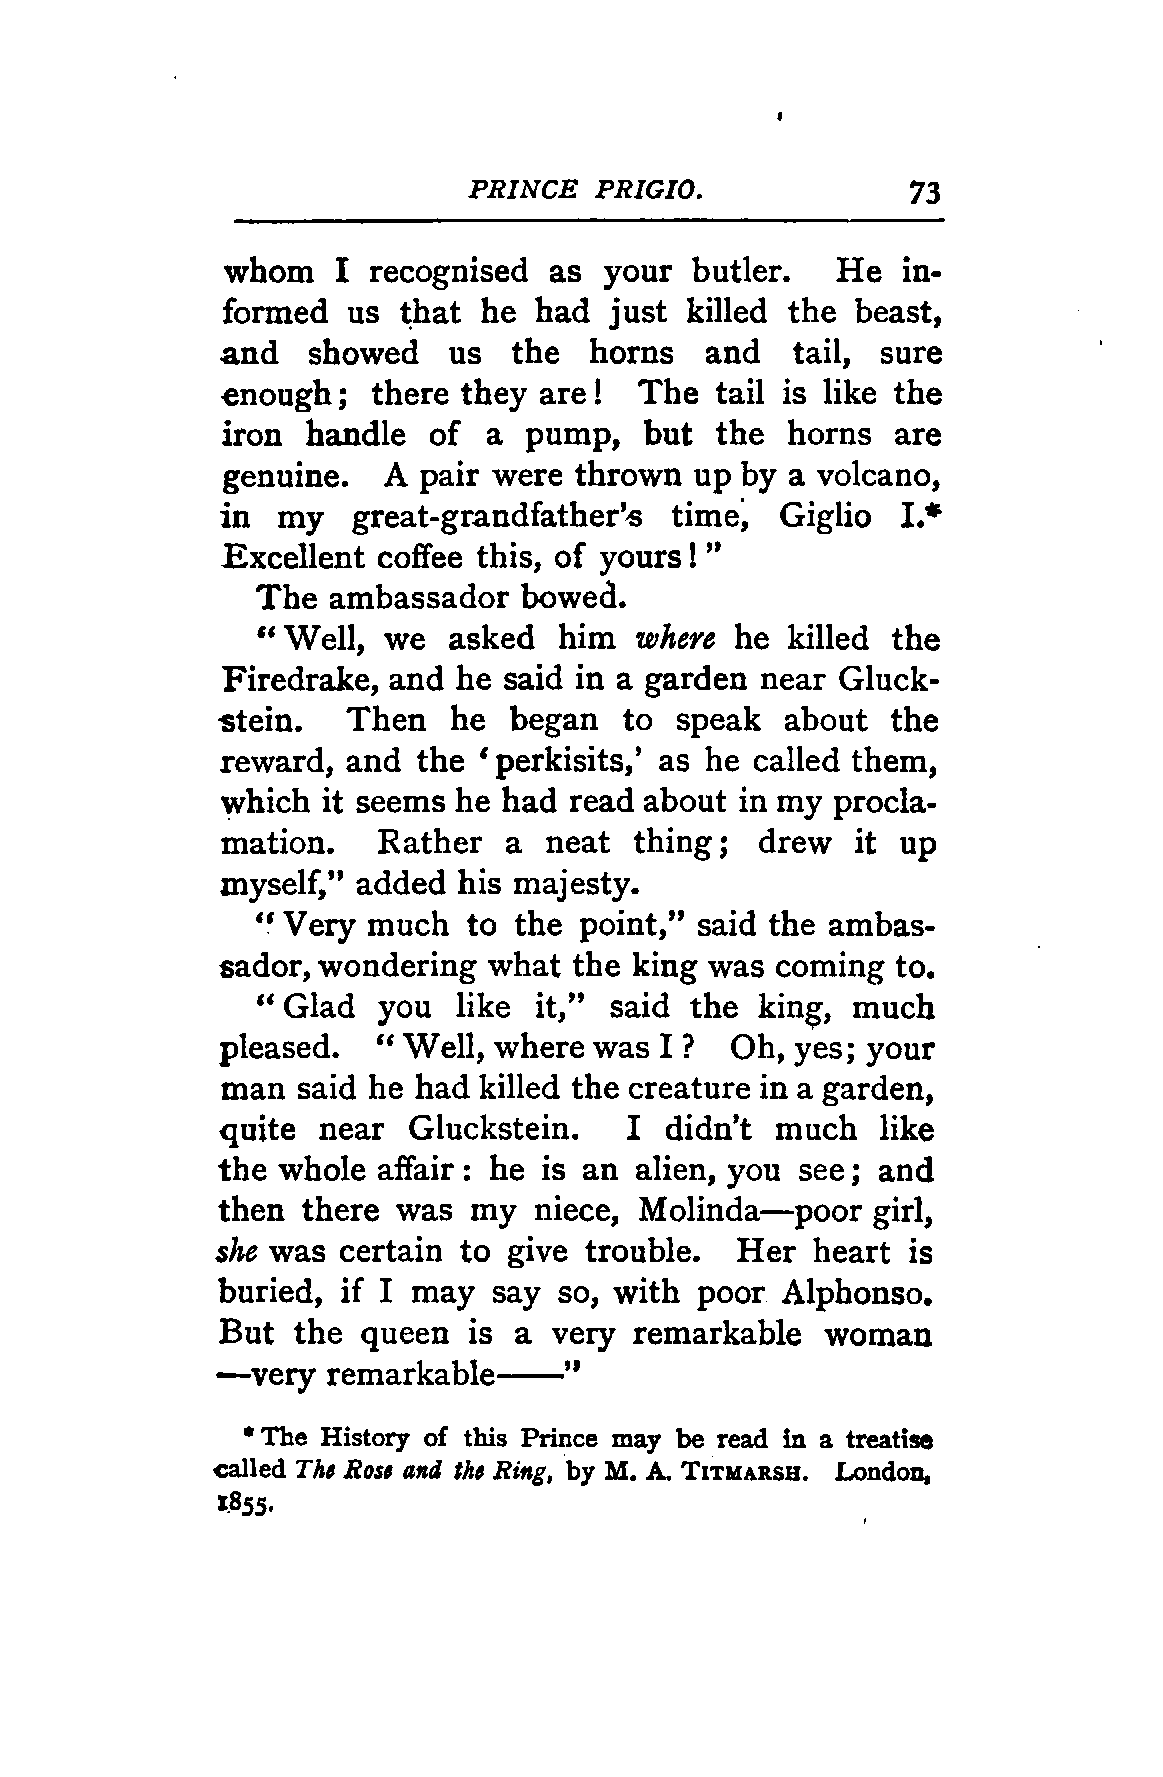 PRINCE PRIGIO. 73
whom I recognised as your butler. He in-
formed us that he had just killed the beast,
and showed us the horns and tail, sure
enough; there they are! The tail is like the
iron handle of a pump, but the horns are
genuine. A pair were thrown up by a volcano,
in my great-grandfather's time, Giglio I.*
Excellent coffee this, of yours!"
The ambassador bowed.
"Well, we asked him where he killed the
Firedrake, and he said in a garden near Gluck-
stein. Then he began to speak about the
reward, and the 'perkisits,' as he called them,
which it seems he had read about in my procla-
mation. Rather a neat thing; drew it up
myself," added his majesty.
"Very much to the point," said the ambas-
sador, wondering what the king was coming to.
"Glad you like it," said the king, much
pleased. "Well, where was I? Oh, yes; your
man said he had killed the creature in a garden,
quite near Gluckstein. I didn't much like
the whole affair: he is an alien, you see; and
then there was my niece, Molinda—poor girl,
she was certain to give trouble. Her heart is
buried, if I may say so, with poor Alphonso.
But the queen is a very remarkable woman
—very remarkable——"
*The History of this Prince may be read in a treatise
called The Rose and the Ring, by M. A. TITMARSH. London,
1855.